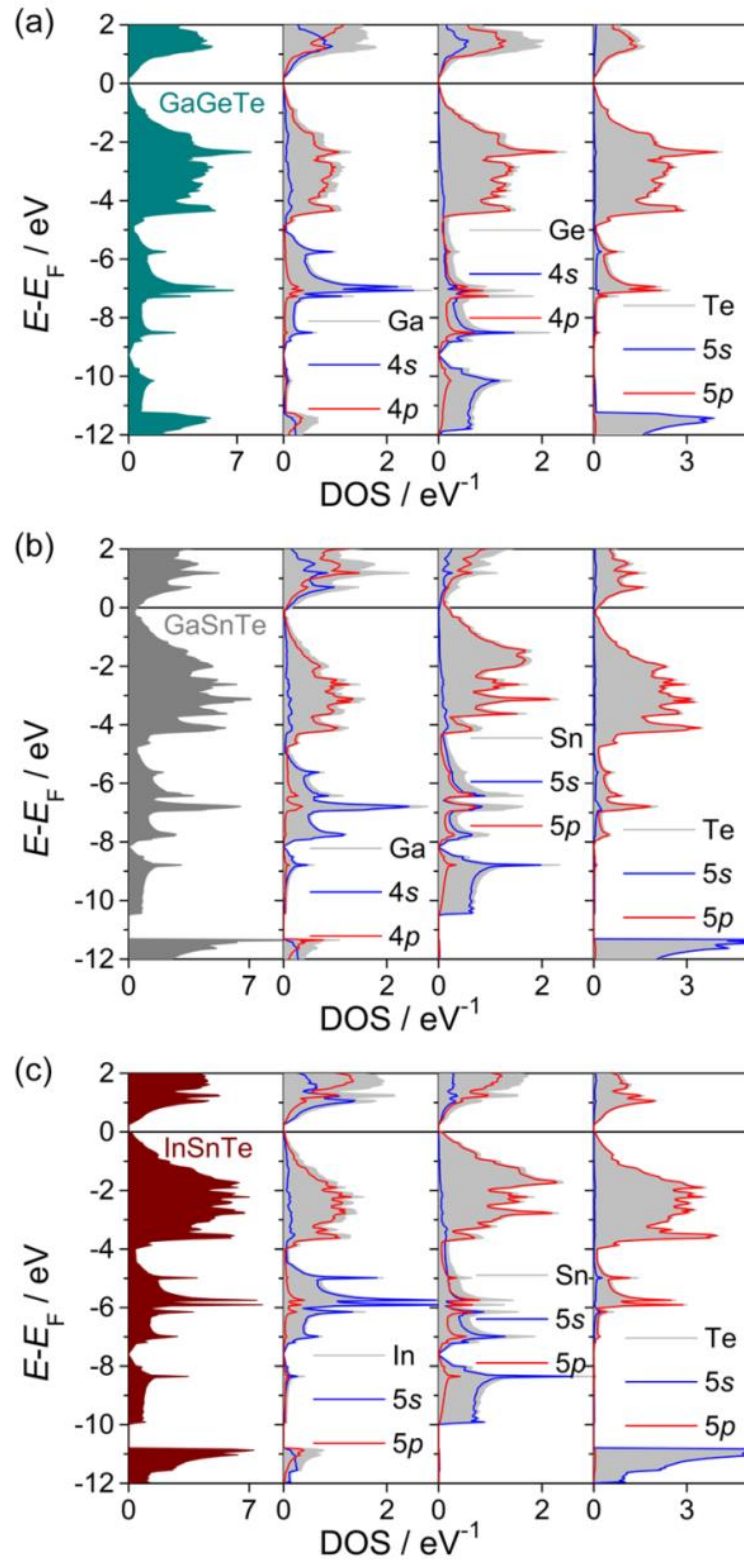 (a)
2
0
-2
-4
-6
-8
-10
-12
E-E_F / eV
GaGeTe
Ga
4s
4p
Ge
4s
4p
Te
5s
5p
0 7 0 2 0 2 0 3
DOS / eV⁻¹
(b)
2
0
-2
-4
-6
-8
-10
-12
E-E_F / eV
GaSnTe
Ga
4s
4p
Sn
5s
5p
Te
5s
5p
0 7 0 2 0 2 0 3
DOS / eV⁻¹
(c)
2
0
-2
-4
-6
-8
-10
-12
E-E_F / eV
InSnTe
In
5s
5p
Sn
5s
5p
Te
5s
5p
0 7 0 2 0 2 0 3
DOS / eV⁻¹